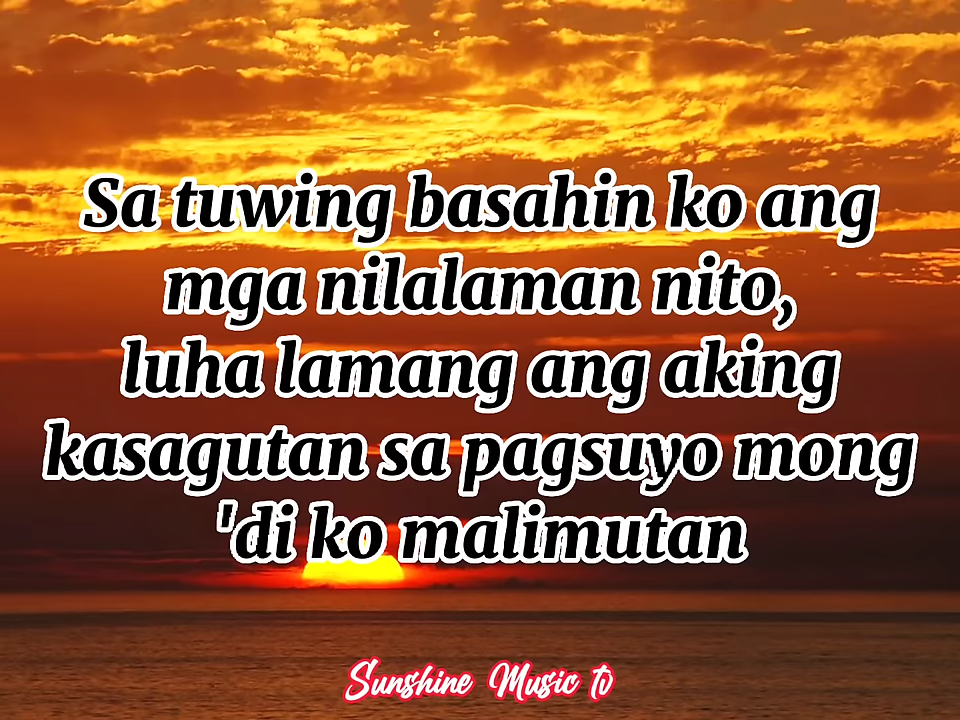 Sa tuwing basahin ko ang
mga nilalaman nito,
luha lamang ang aking
kasagutan sa pagsuyo mong
'di ko malimutan
Sunshine Music tv